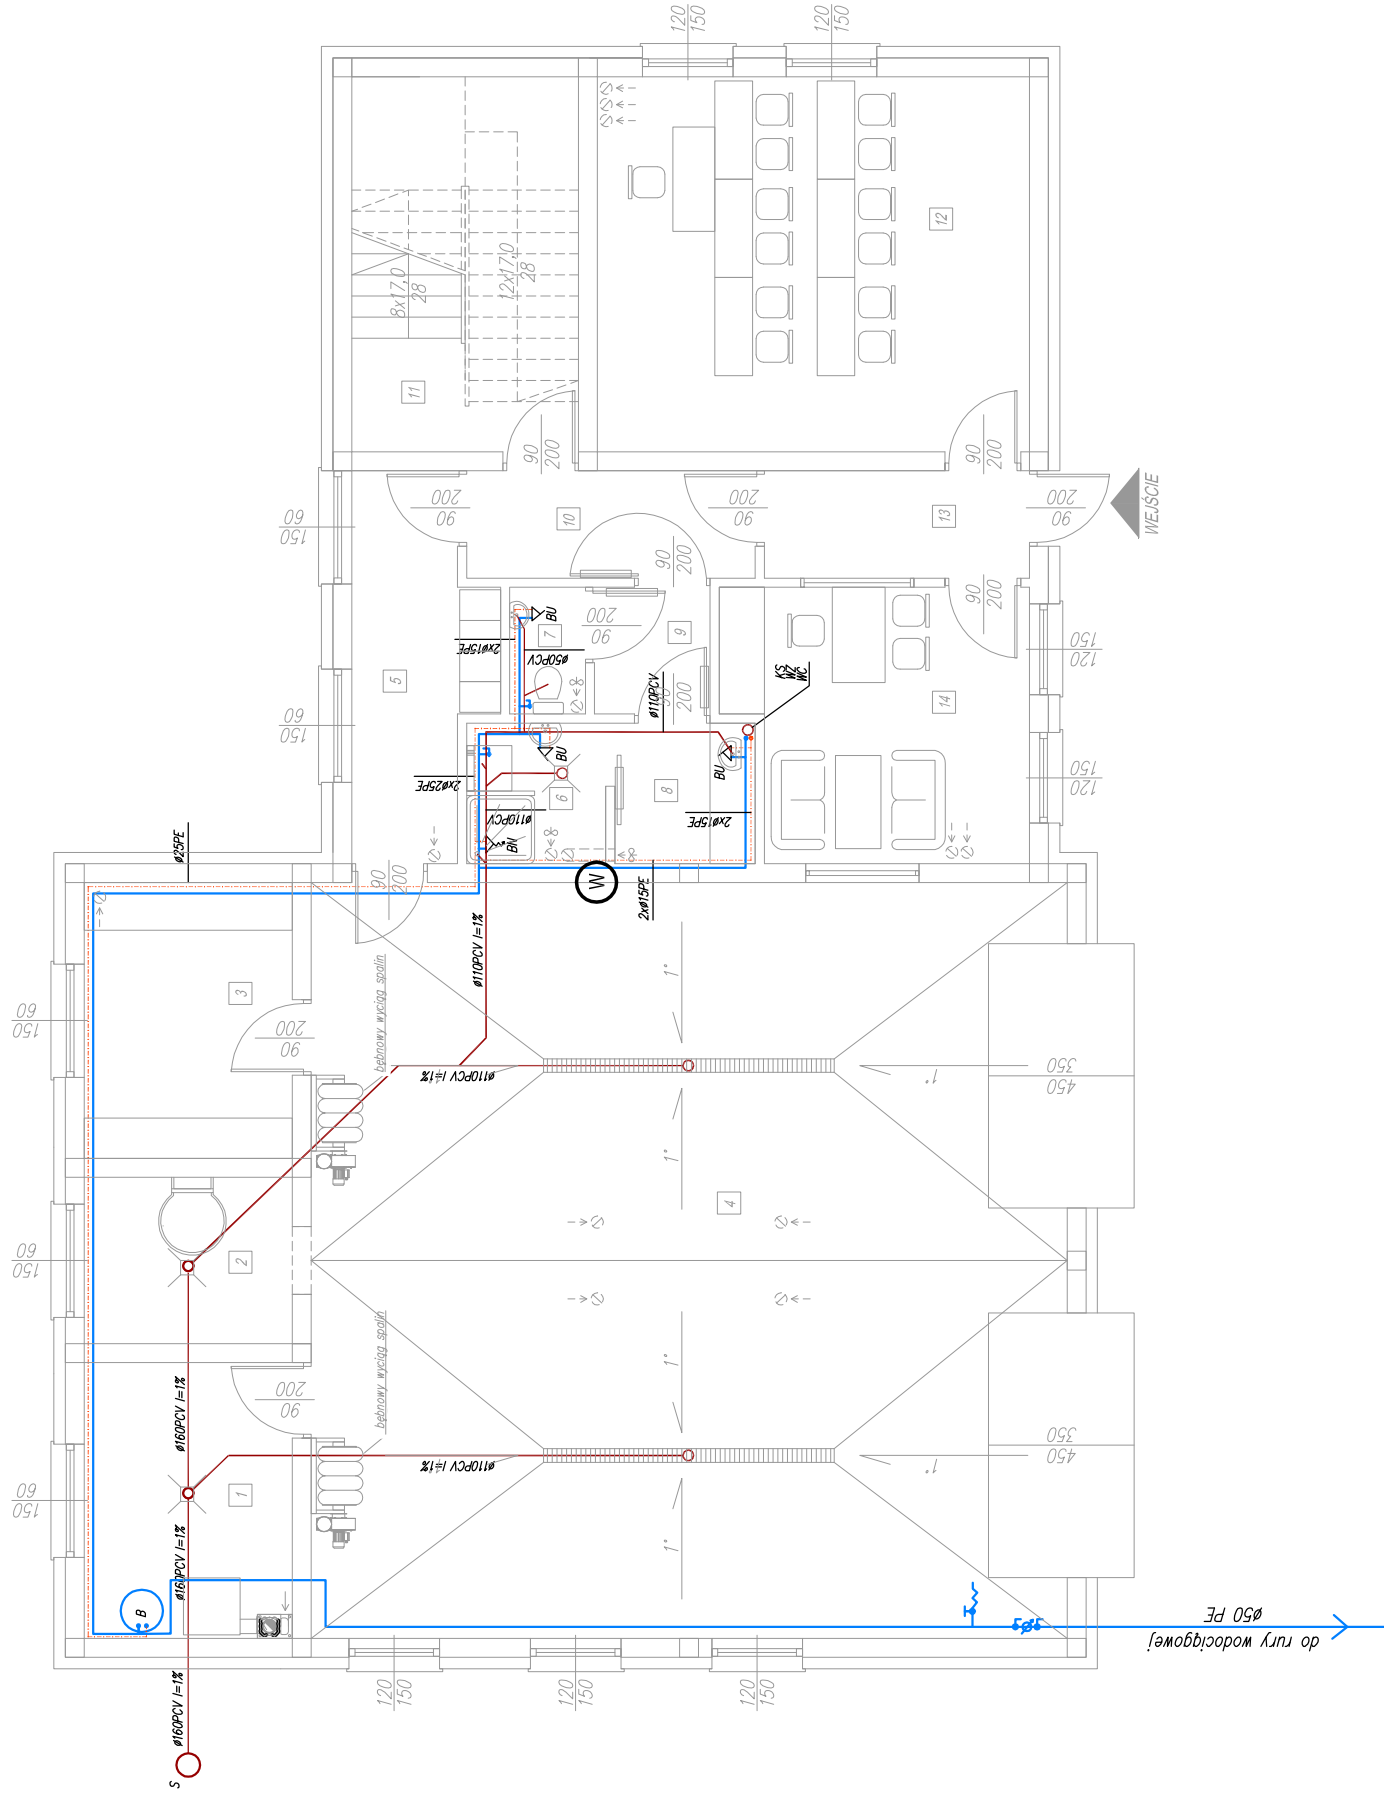 120
150
120
150
8x17,0
28
12x17,0
28
12
11
90
200
90
200
60
150
200
90
200
90
200
90
10
13
WEJŚCIE
90
200
90
200
2xø15PE
BU
7
200
90
9
ø50PCV
150
120
60
150
5
ø110PCV
90
200
KS
WZ
WC
14
BU
BU
150
120
2xø25PE
6
8
ø110PCV
2xø15PE
BN
ø25PE
90
200
W
2xø15PE
ø110PCV I=1%
1°
60
150
3
200
90
bębnowy wyciąg spalin
ø110PCV I=1%
1°
350
450
1°
4
60
150
2
bębnowy wyciąg spalin
1°
ø160PCV I=1%
200
90
ø110PCV I=1%
1°
350
450
60
150
1
1°
ø160PCV I=1%
B
ø50 PE
do rury wodociągowej
ø160PCV I=1%
120
150
120
150
120
150
S